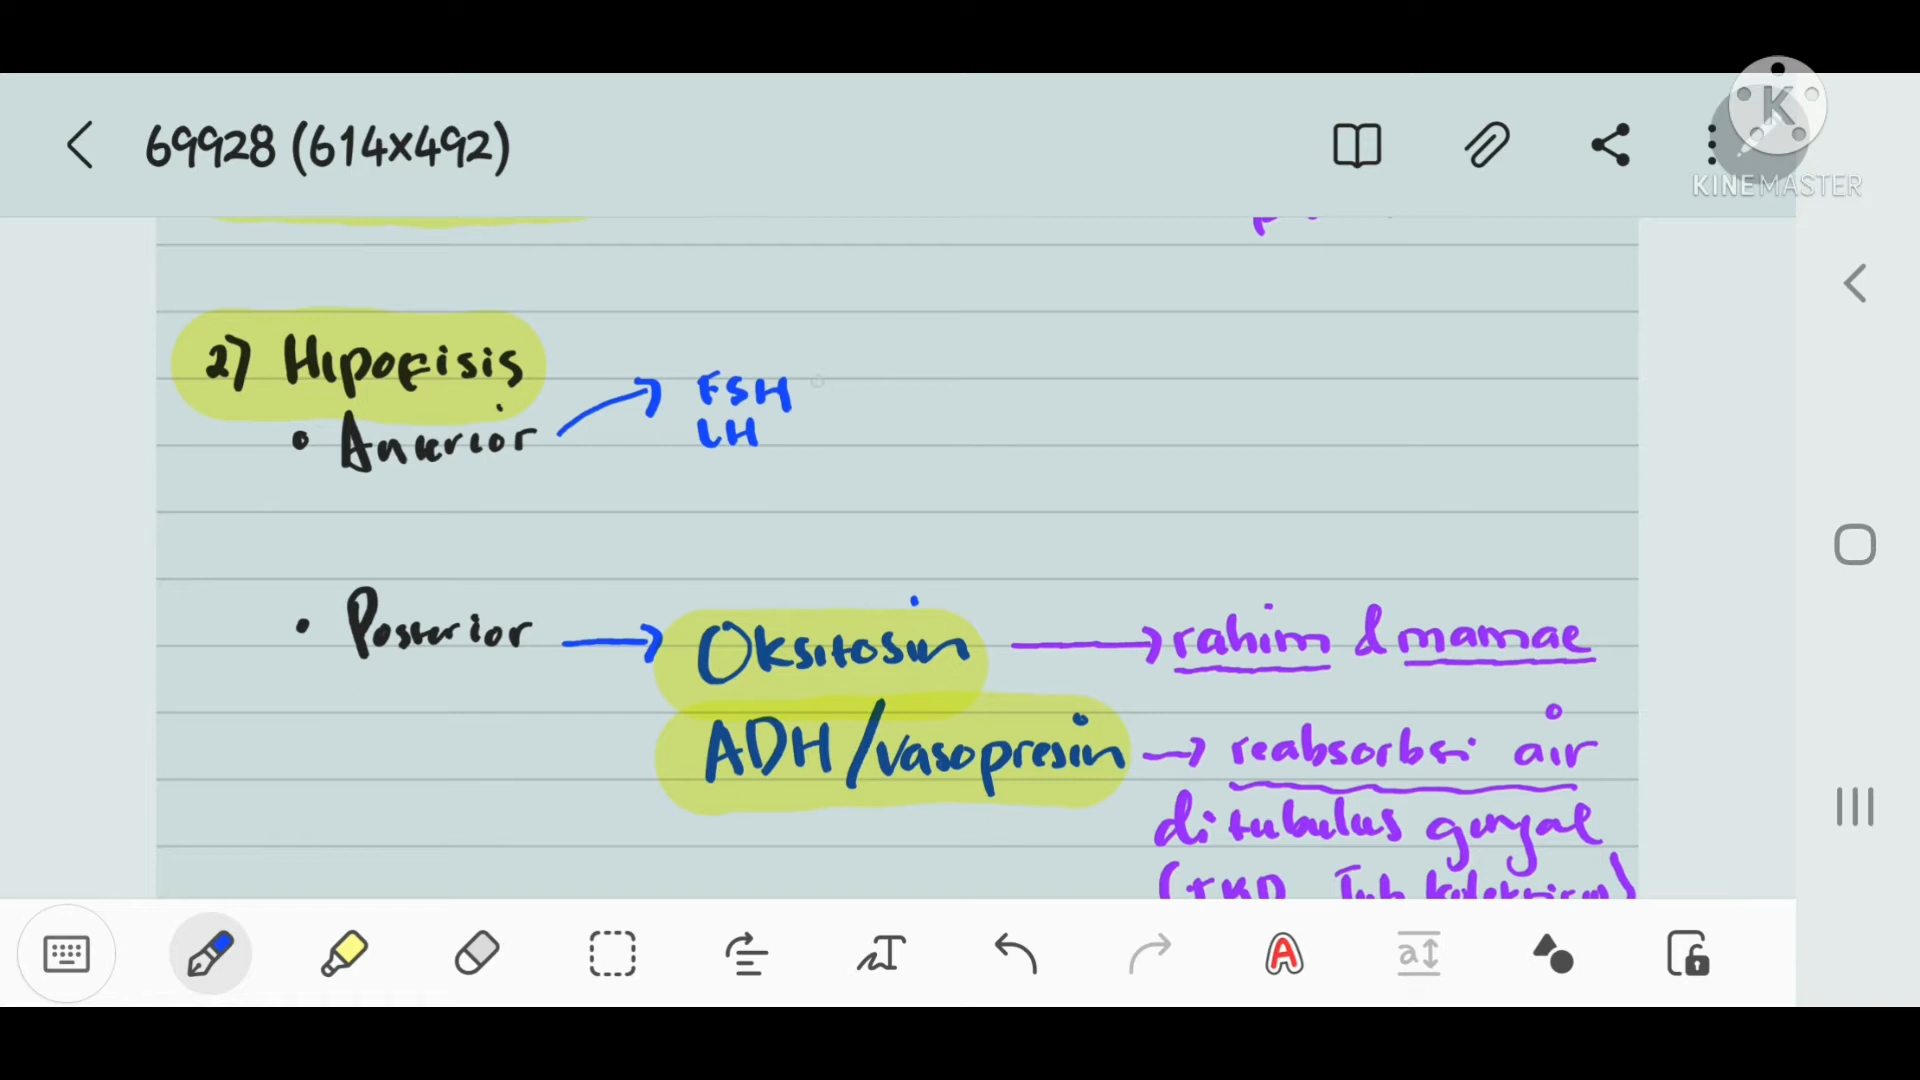 69928 (614x492)
KINEMASTER
2) Hipofisis
• Anterior
FSH
LH
• Posterior
Oksitosin
rahim & mamae
ADH/vasopresin
reabsorbsi air
di tubulus ginjal